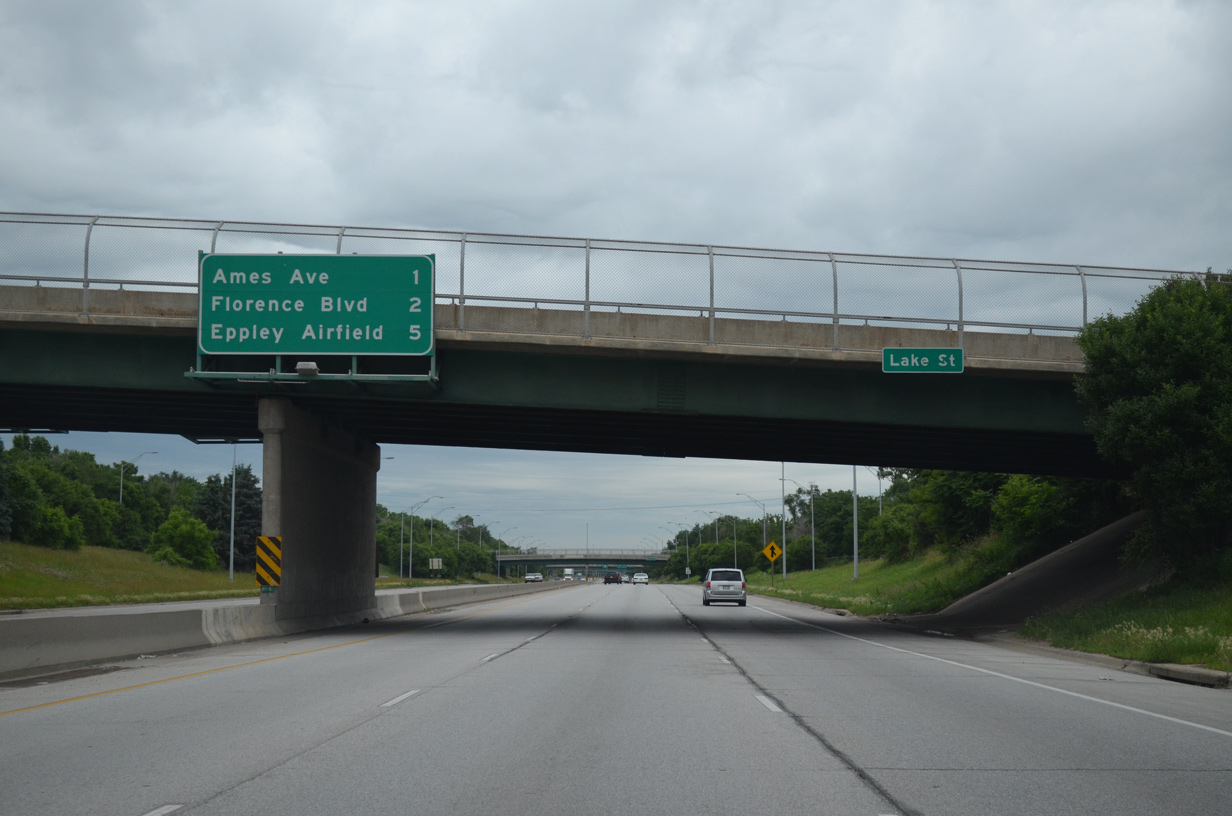 Ames Ave 1
Florence Blvd 2
Eppley Airfield 5
Lake St